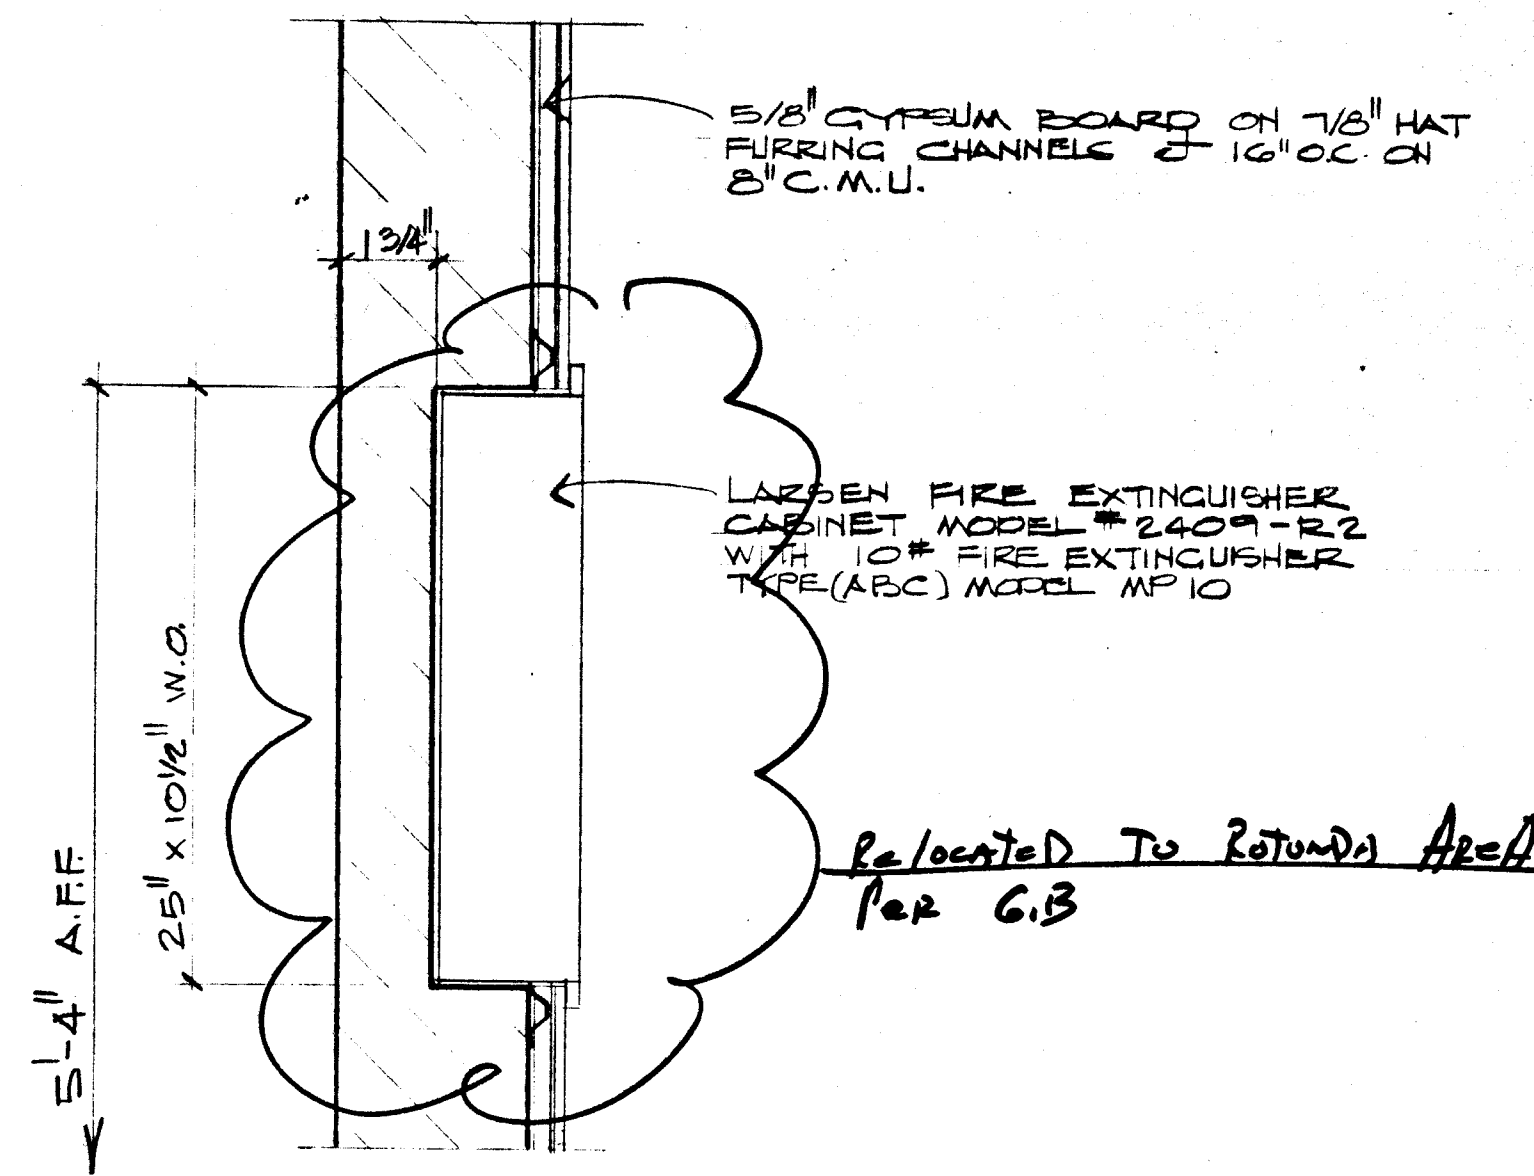 5/8" GYPSUM BOARD ON 7/8" HAT
FURRING CHANNELS @ 16" O.C. ON
8" C.M.U.
1 3/4"
LARSEN FIRE EXTINGUISHER
CABINET MODEL #2409-R2
WITH 10# FIRE EXTINGUISHER
TYPE (ABC) MODEL MP 10
25" x 10 1/2" W.O.
5'-4" A.F.F.
RelocateD To RoTunDA AReA
PeR G.B